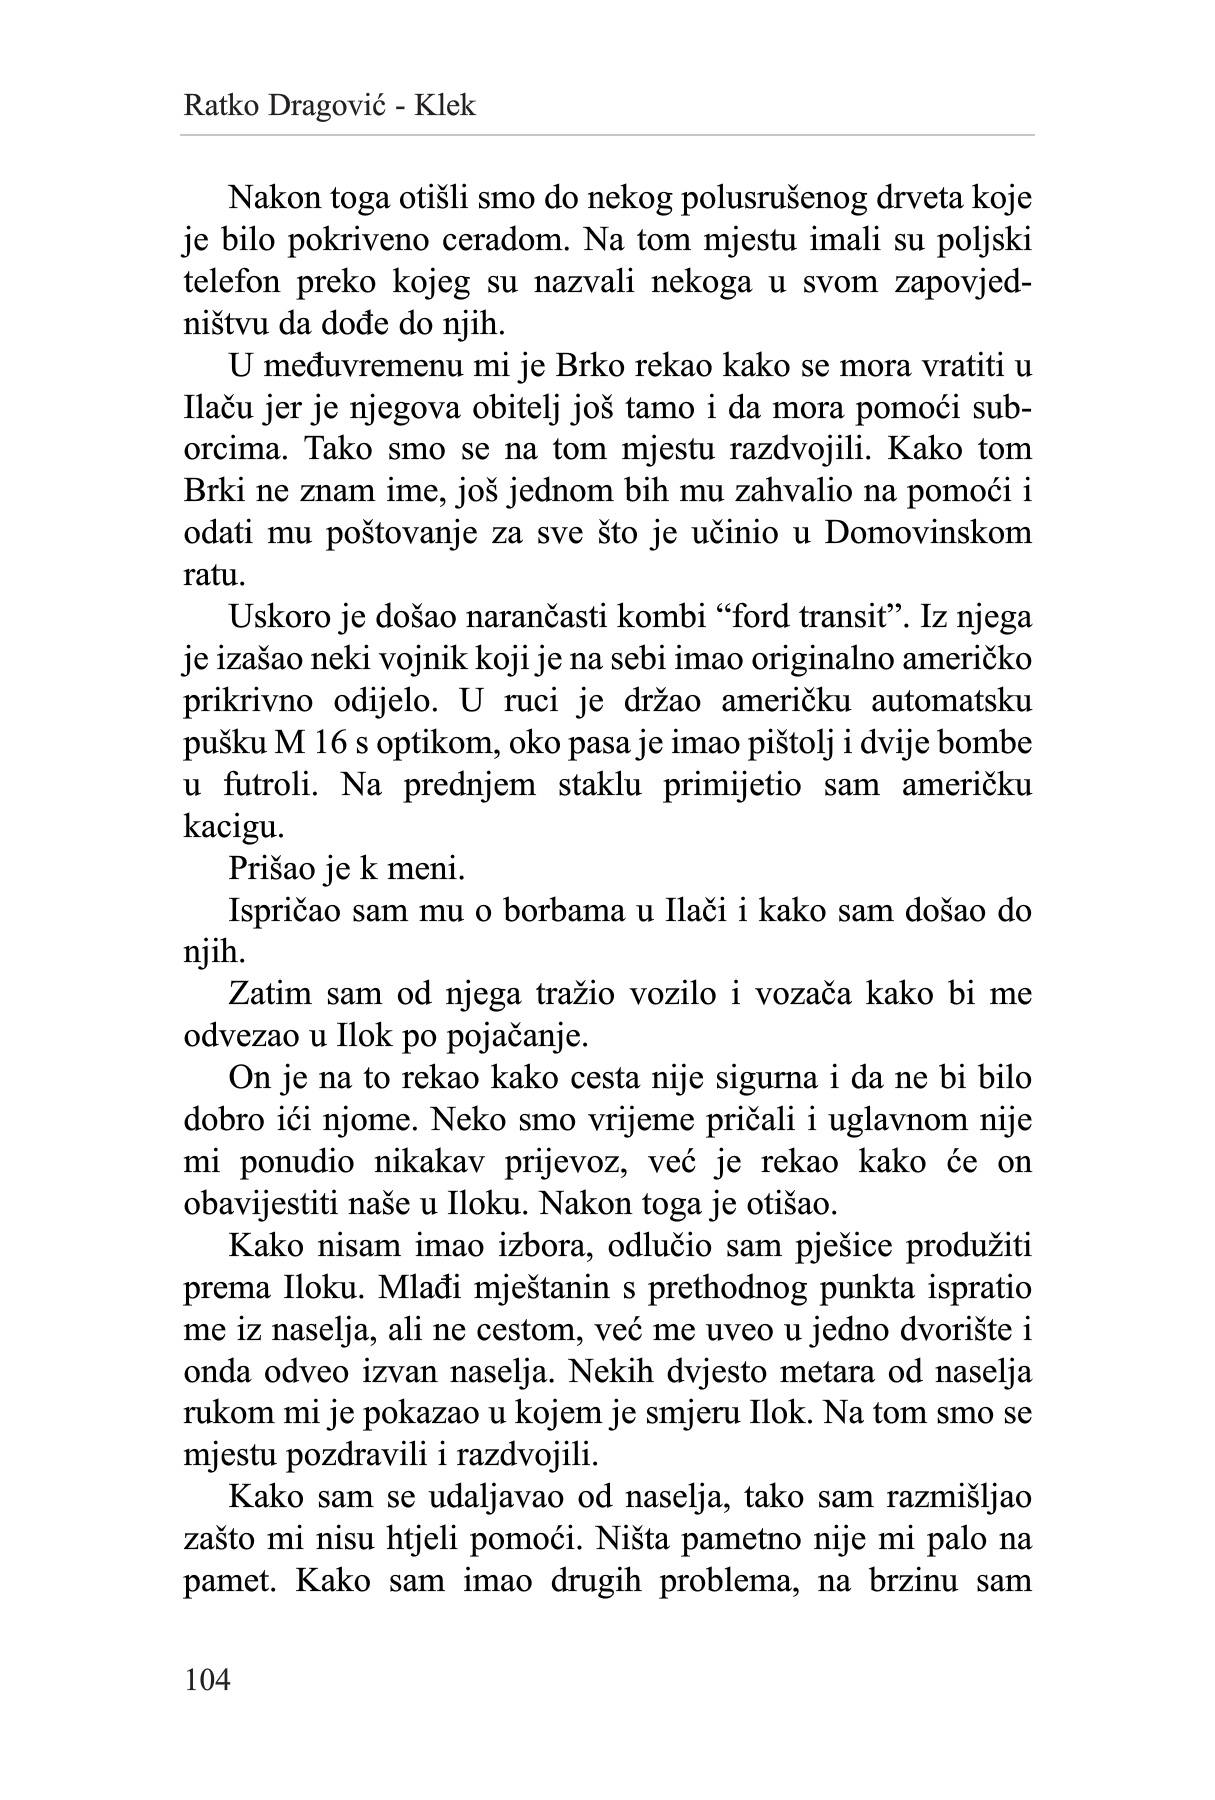 Ratko Dragović - Klek
Nakon toga otišli smo do nekog polusrušenog drveta koje
je bilo pokriveno ceradom. Na tom mjestu imali su poljski
telefon preko kojeg su nazvali nekoga u svom zapovjed-
ništvu da dođe do njih.
U međuvremenu mi je Brko rekao kako se mora vratiti u
Ilaču jer je njegova obitelj još tamo i da mora pomoći sub-
orcima. Tako smo se na tom mjestu razdvojili. Kako tom
Brki ne znam ime, još jednom bih mu zahvalio na pomoći i
odati mu poštovanje za sve što je učinio u Domovinskom
ratu.
Uskoro je došao narančasti kombi “ford transit”. Iz njega
je izašao neki vojnik koji je na sebi imao originalno američko
prikrivno odijelo. U ruci je držao američku automatsku
pušku M 16 s optikom, oko pasa je imao pištolj i dvije bombe
u futroli. Na prednjem staklu primijetio sam američku
kacigu.
Prišao je k meni.
Ispričao sam mu o borbama u Ilači i kako sam došao do
njih.
Zatim sam od njega tražio vozilo i vozača kako bi me
odvezao u Ilok po pojačanje.
On je na to rekao kako cesta nije sigurna i da ne bi bilo
dobro ići njome. Neko smo vrijeme pričali i uglavnom nije
mi ponudio nikakav prijevoz, već je rekao kako će on
obavijestiti naše u Iloku. Nakon toga je otišao.
Kako nisam imao izbora, odlučio sam pješice produžiti
prema Iloku. Mlađi mještanin s prethodnog punkta ispratio
me iz naselja, ali ne cestom, već me uveo u jedno dvorište i
onda odveo izvan naselja. Nekih dvjesto metara od naselja
rukom mi je pokazao u kojem je smjeru Ilok. Na tom smo se
mjestu pozdravili i razdvojili.
Kako sam se udaljavao od naselja, tako sam razmišljao
zašto mi nisu htjeli pomoći. Ništa pametno nije mi palo na
pamet. Kako sam imao drugih problema, na brzinu sam
104